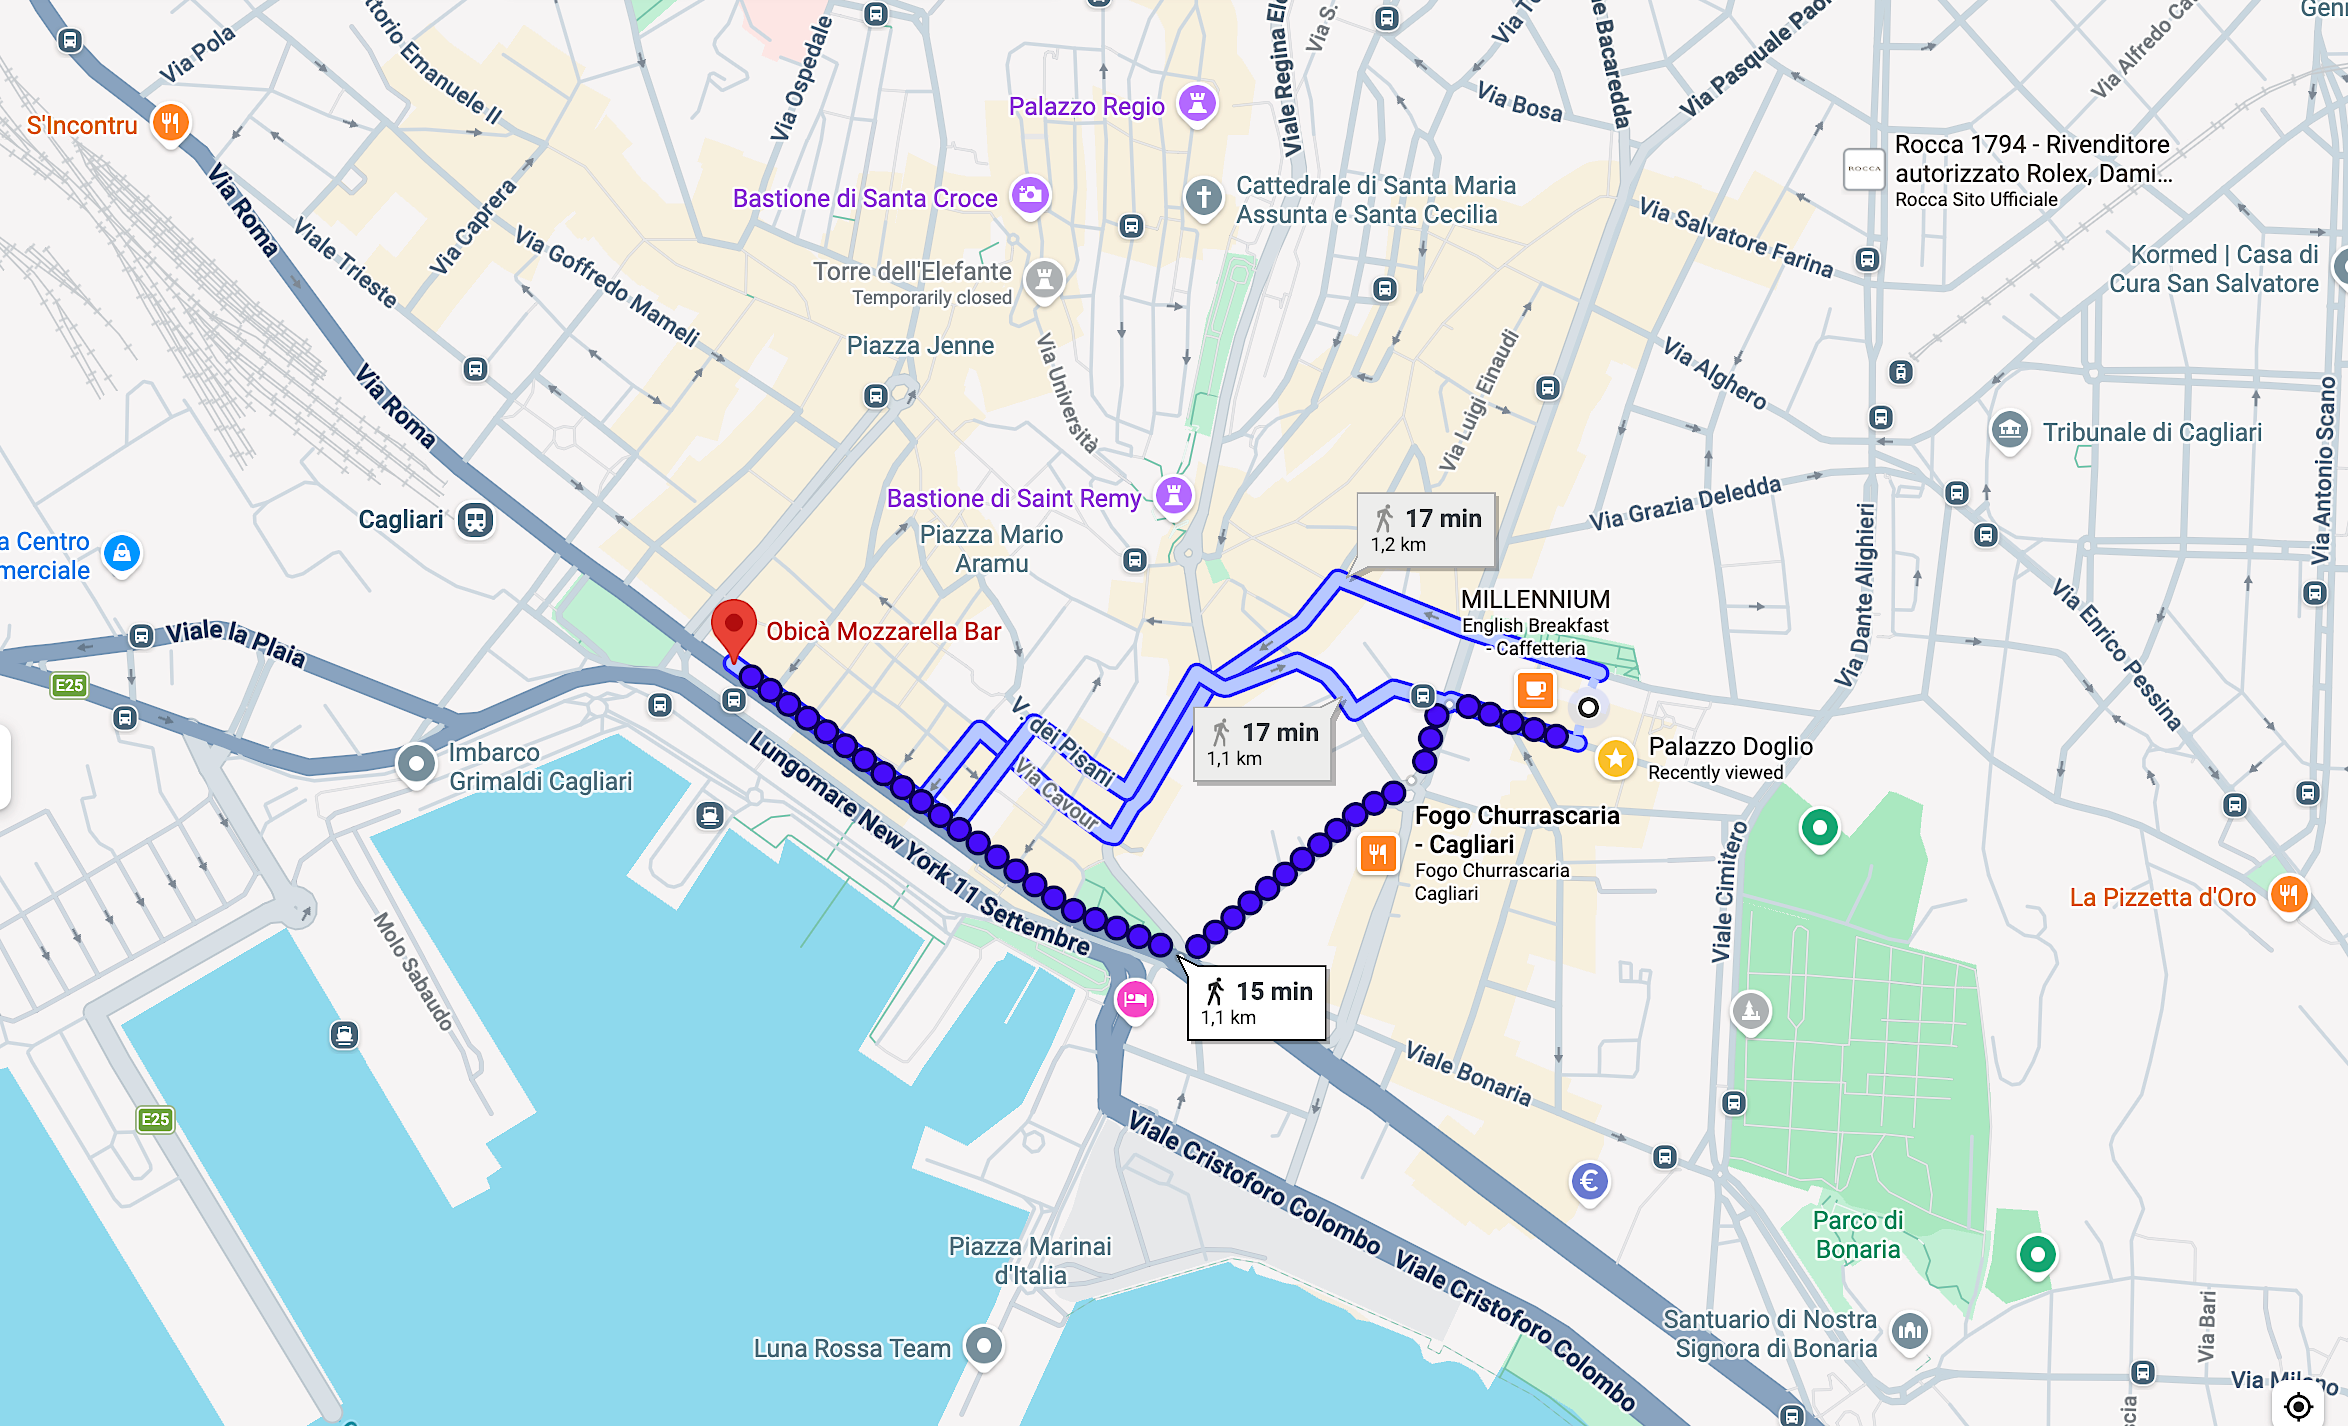 Via Pola
ttorio Emanuele II
Via Ospedale
Viale Regina Ele
Via S.
Via To
le Bacaredda
Via Pasquale Paol
Genn
Via Alfredo Ca
S'Incontru
Palazzo Regio
Via Bosa
Rocca 1794 - Rivenditore
autorizzato Rolex, Dami...
Rocca Sito Ufficiale
ROCCA
Via Roma
Via Caprera
Bastione di Santa Croce
Cattedrale di Santa Maria
Assunta e Santa Cecilia
Via Salvatore Farina
Viale Trieste
Via Goffredo Mameli
Torre dell'Elefante
Temporarily closed
Kormed | Casa di
Cura San Salvatore
Piazza Jenne
Via Università
Via Luigi Einaudi
Via Alghero
Via Roma
Via Antonio Scano
Tribunale di Cagliari
Cagliari
Bastione di Saint Remy
Piazza Mario
Aramu
17 min
1,2 km
Via Grazia Deledda
Via Dante Alighieri
a Centro
merciale
MILLENNIUM
English Breakfast
- Caffetteria
Via Enrico Pessina
Viale la Plaia
Obicà Mozzarella Bar
E25
V. dei Pisani
17 min
1,1 km
Palazzo Doglio
Recently viewed
Imbarco
Grimaldi Cagliari
Via Cavour
Lungomare New York 11 Settembre
Fogo Churrascaria
- Cagliari
Fogo Churrascaria
Cagliari
Viale Cimitero
La Pizzetta d'Oro
Molo Sabaudo
15 min
1,1 km
Viale Bonaria
E25
Viale Cristoforo Colombo
Viale Cristoforo Colombo
€
Parco di
Bonaria
Piazza Marinai
d'Italia
Luna Rossa Team
Santuario di Nostra
Signora di Bonaria
Via Bari
Via Milano
cia